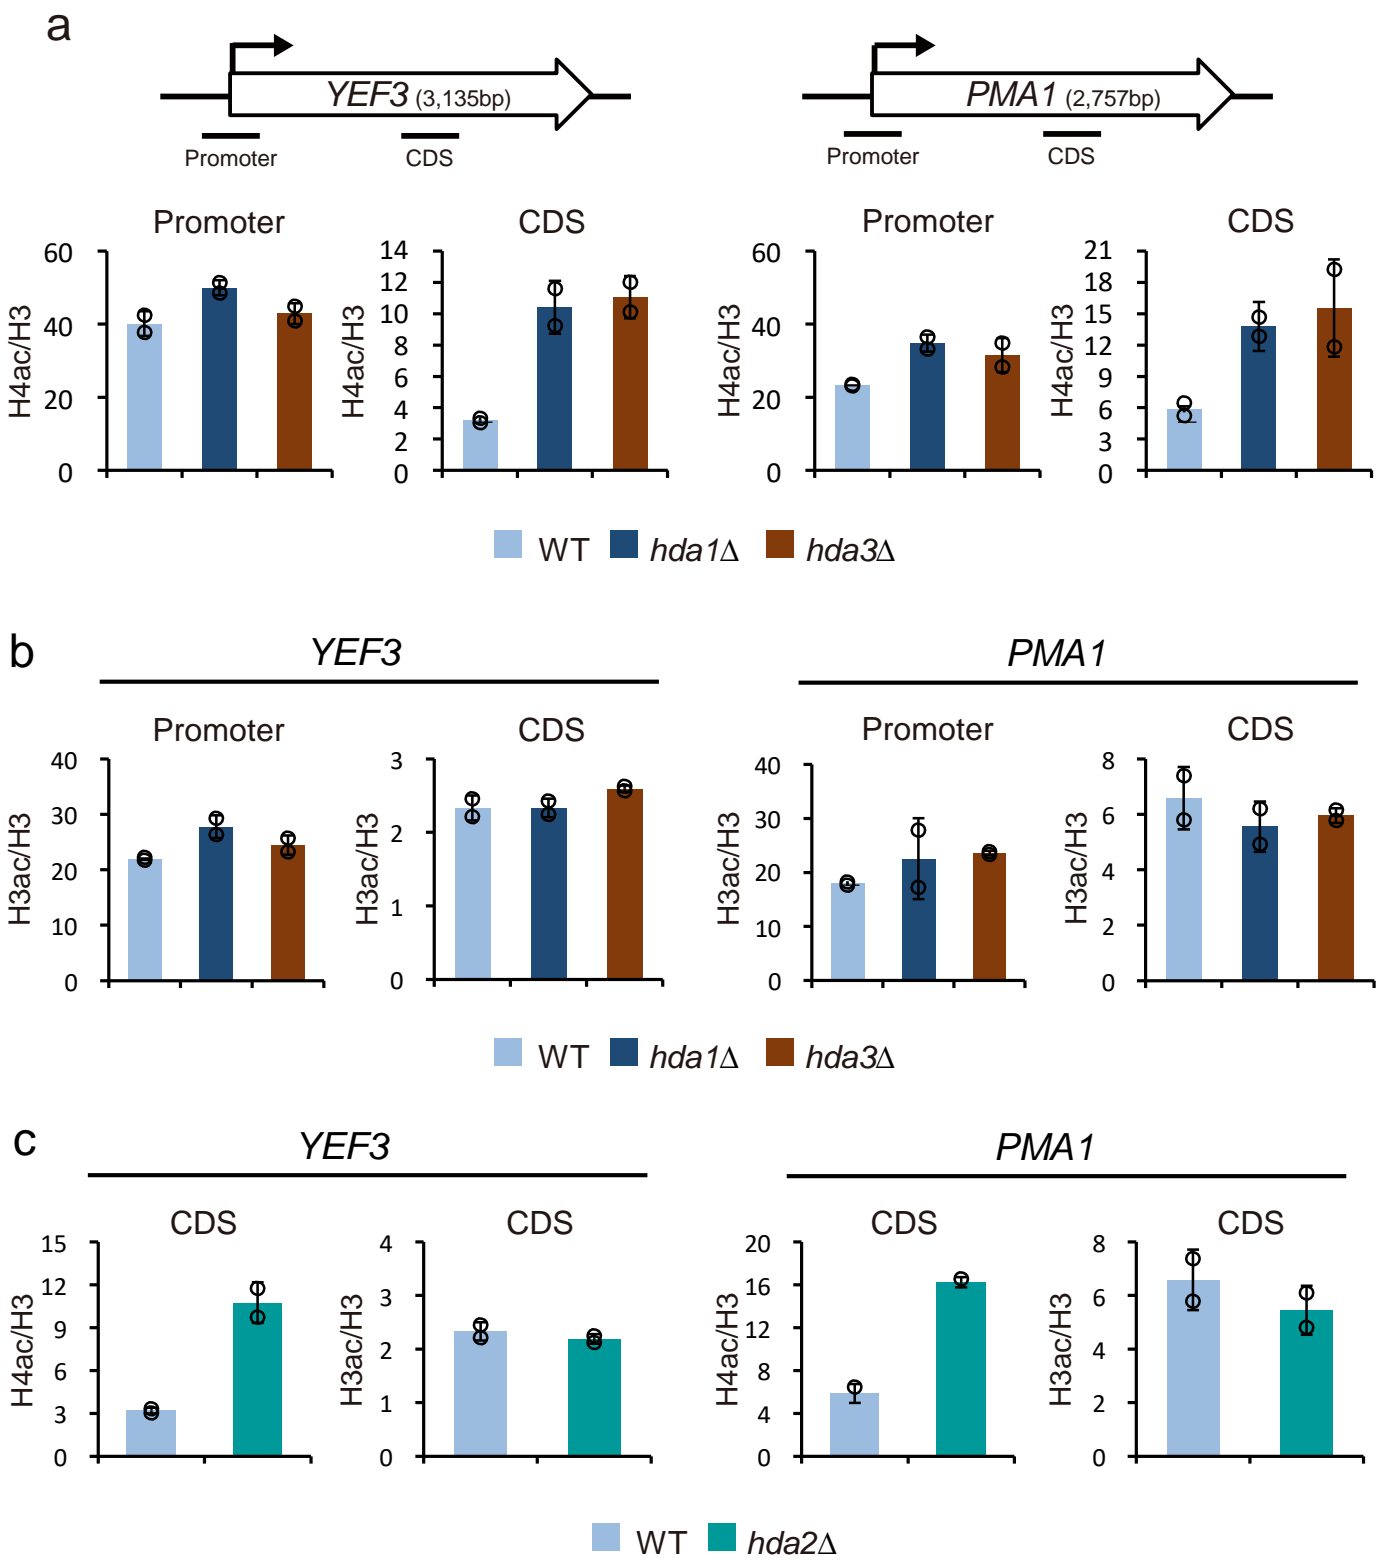 a
YEF3 (3,135bp)
PMA1 (2,757bp)
Promoter
CDS
Promoter
CDS
Promoter
CDS
Promoter
CDS
H4ac/H3
60
40
20
0
H4ac/H3
14
12
10
8
6
4
2
0
H4ac/H3
60
40
20
0
H4ac/H3
21
18
15
12
9
6
3
0
WT hda1Δ hda3Δ
b
YEF3
PMA1
Promoter
CDS
Promoter
CDS
H3ac/H3
40
30
20
10
0
H3ac/H3
3
2
1
0
H3ac/H3
40
30
20
10
0
H3ac/H3
8
6
4
2
0
WT hda1Δ hda3Δ
c
YEF3
PMA1
CDS
CDS
CDS
CDS
H4ac/H3
15
12
9
6
3
0
H3ac/H3
4
3
2
1
0
H4ac/H3
20
16
12
8
4
0
H3ac/H3
8
6
4
2
0
WT hda2Δ